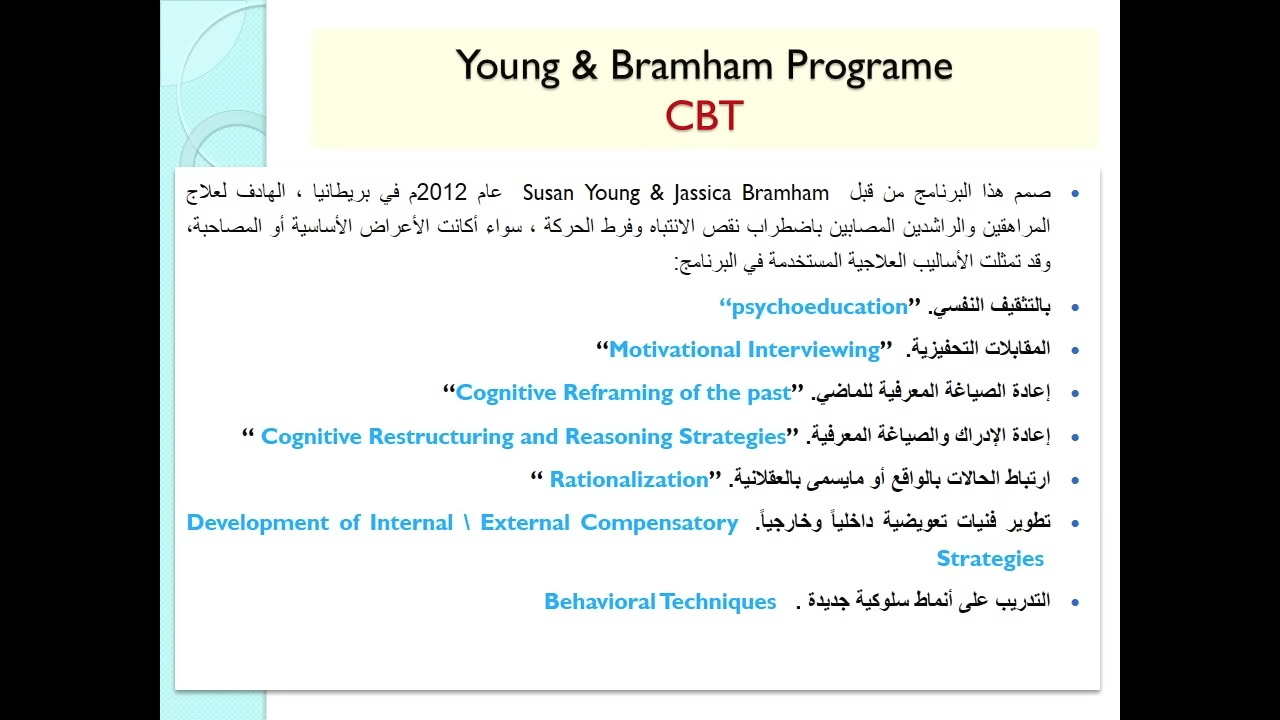 Young & Bramham Programe
CBT
• صمم هذا البرنامج من قبل Susan Young & Jassica Bramham عام 2012م في بريطانيا ، الهادف لعلاج
المراهقين والراشدين المصابين باضطراب نقص الانتباه وفرط الحركة ، سواء أكانت الأعراض الأساسية أو المصاحبة،
وقد تمثلت الأساليب العلاجية المستخدمة في البرنامج:
• بالتثقيف النفسي. ”psychoeducation“
• المقابلات التحفيزية. ”Motivational Interviewing“
• إعادة الصياغة المعرفية للماضي. ”Cognitive Reframing of the past“
• إعادة الإدراك والصياغة المعرفية. ”Cognitive Restructuring and Reasoning Strategies “
• ارتباط الحالات بالواقع أو مايسمى بالعقلانية. ”Rationalization “
• تطوير فنيات تعويضية داخلياً وخارجياً. Development of Internal \ External Compensatory
Strategies
• التدريب على أنماط سلوكية جديدة . Behavioral Techniques